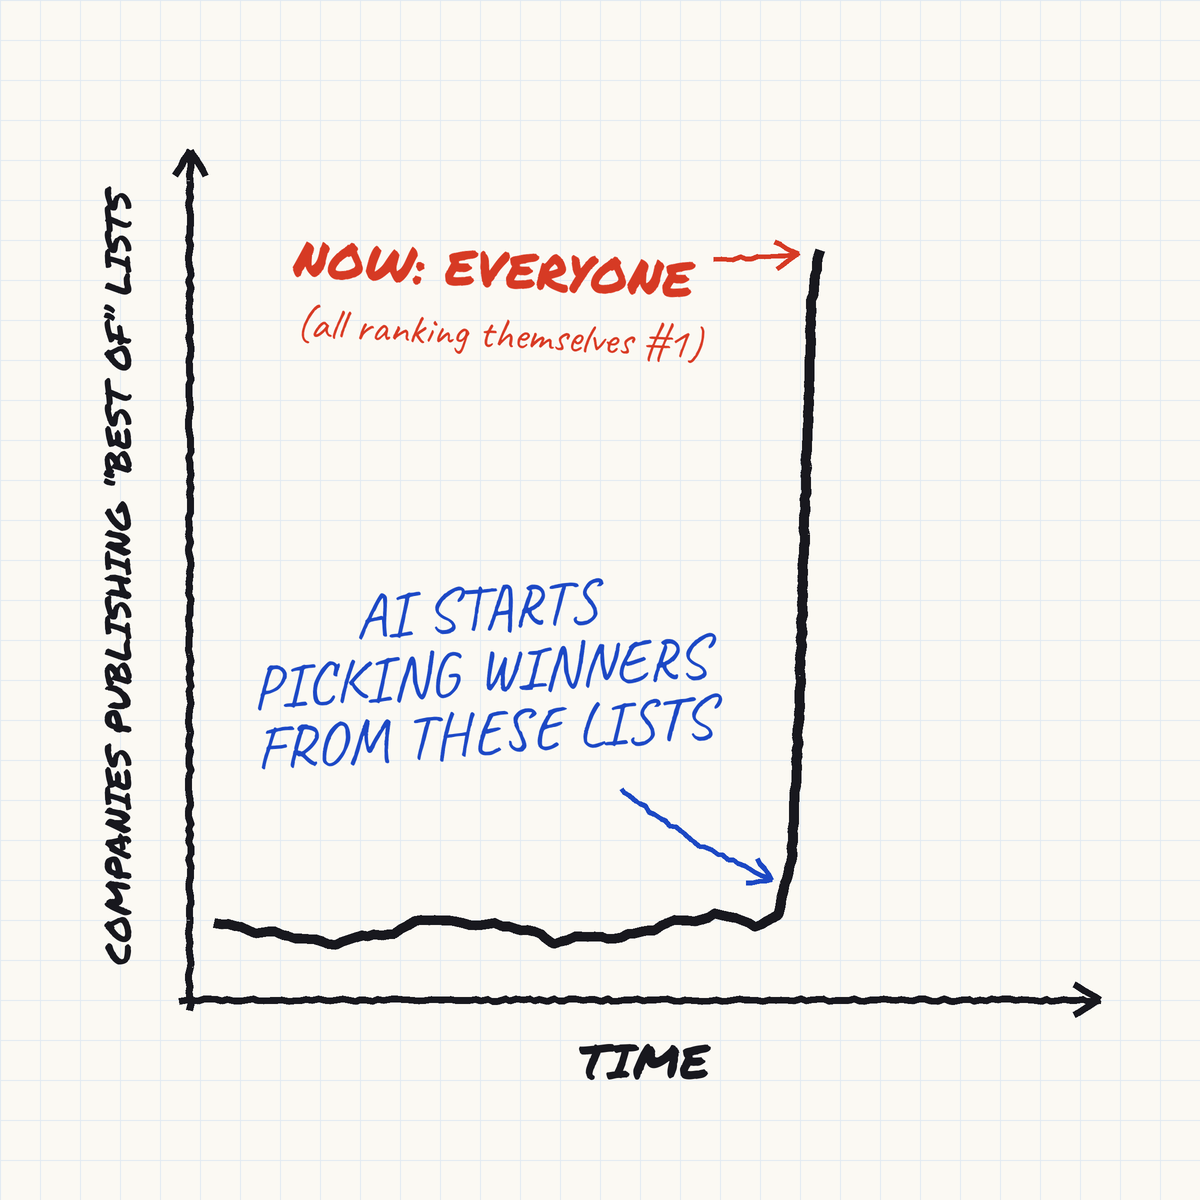 COMPANIES PUBLISHING "BEST OF" LISTS
NOW: EVERYONE
(all ranking themselves #1)
AI STARTS
PICKING WINNERS
FROM THESE LISTS
TIME